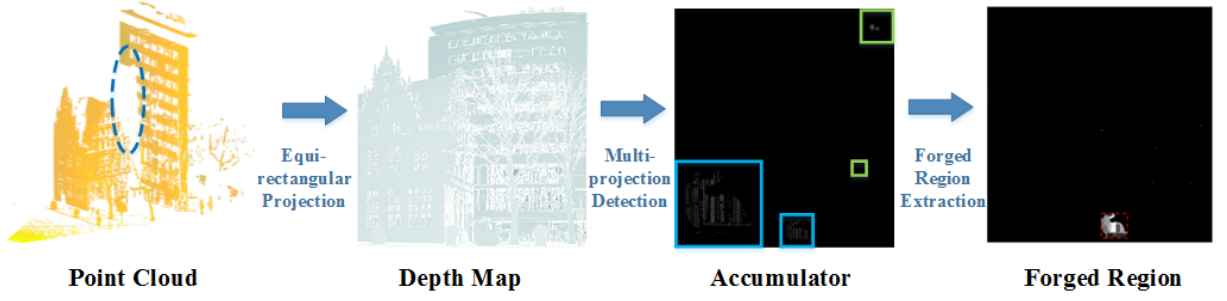 Equi-
rectangular
Projection
Multi-
projection
Detection
Forged
Region
Extraction
Point Cloud
Depth Map
Accumulator
Forged Region